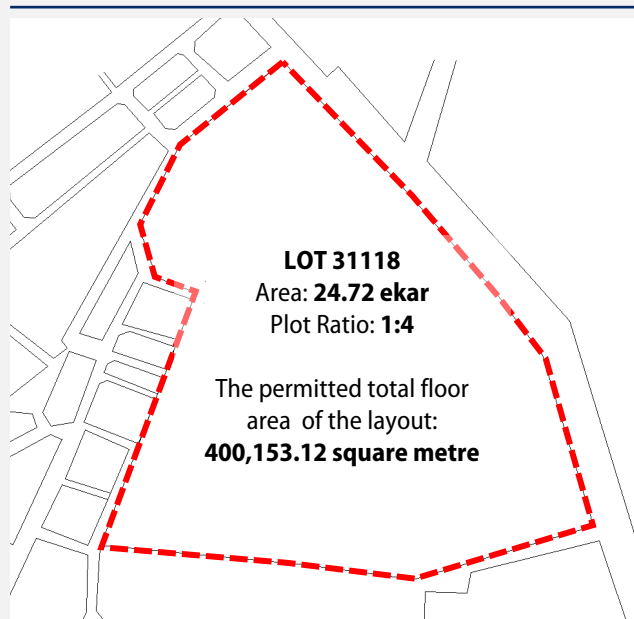 LOT 31118
Area: 24.72 ekar
Plot Ratio: 1:4
The permitted total floor
area of the layout:
400,153.12 square metre